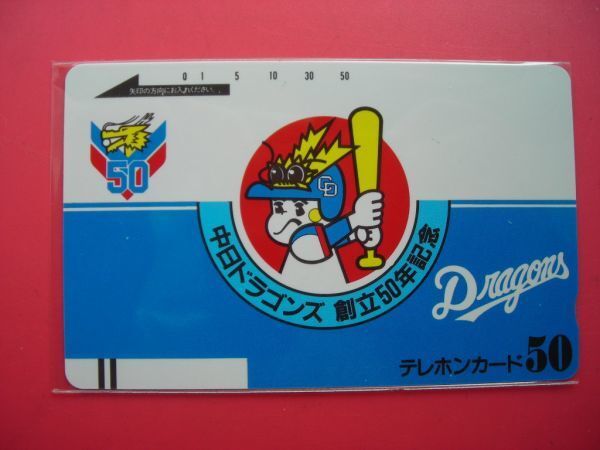 0 1 5 10 30 50
矢印の方向にお入れください。
50
CD
中日ドラゴンズ 創立50年記念
Dragons
テレホンカード50